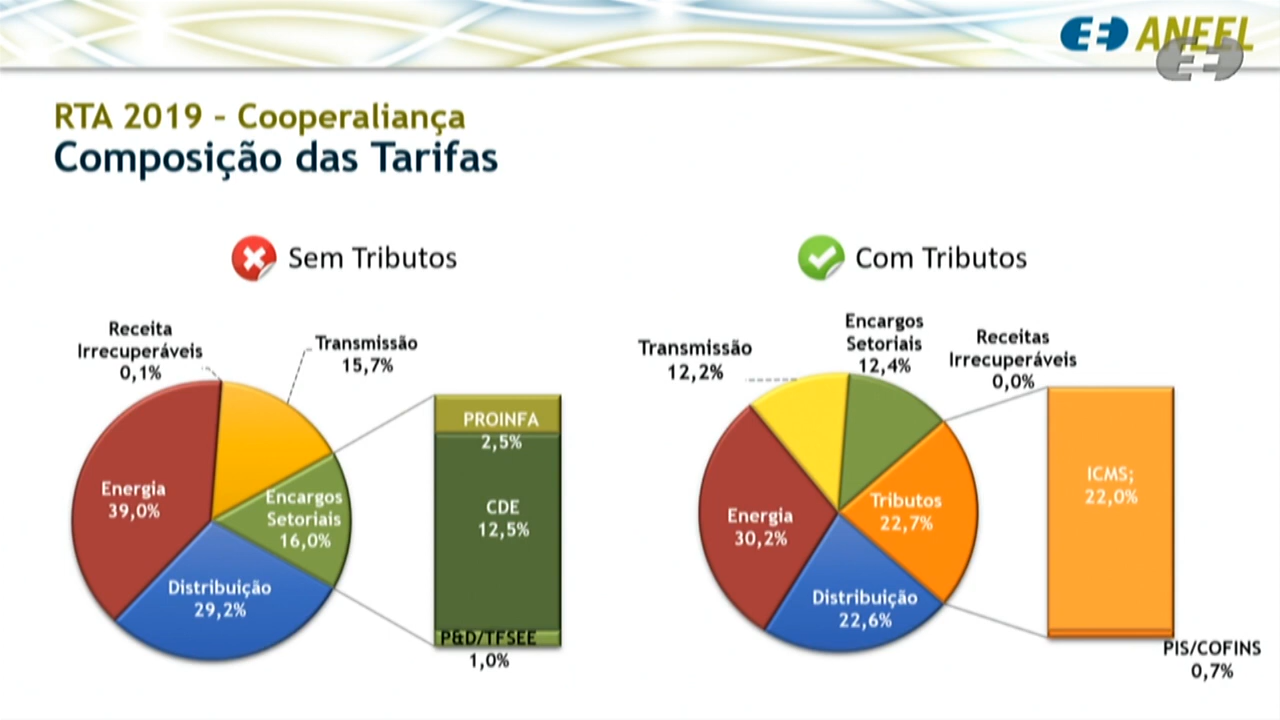 ANEEL
RTA 2019 – Cooperaliança
Composição das Tarifas
Sem Tributos
Receita
Irrecuperáveis
0,1%
Transmissão
15,7%
Energia
39,0%
Encargos
Setoriais
16,0%
Distribuição
29,2%
PROINFA
2,5%
CDE
12,5%
P&D/TFSEE
1,0%
Com Tributos
Transmissão
12,2%
Encargos
Setoriais
12,4%
Receitas
Irrecuperáveis
0,0%
Energia
30,2%
Tributos
22,7%
Distribuição
22,6%
ICMS;
22,0%
PIS/COFINS
0,7%